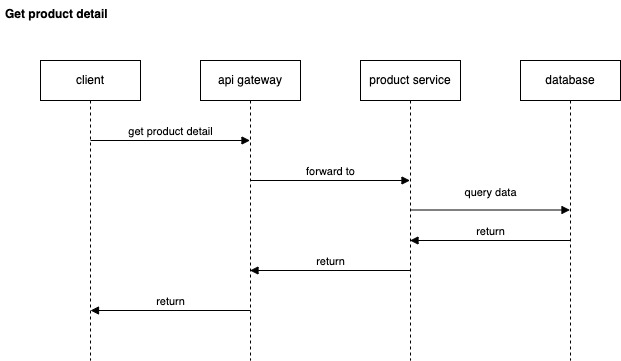 Get product detail
client
api gateway
product service
database
get product detail
forward to
query data
return
return
return